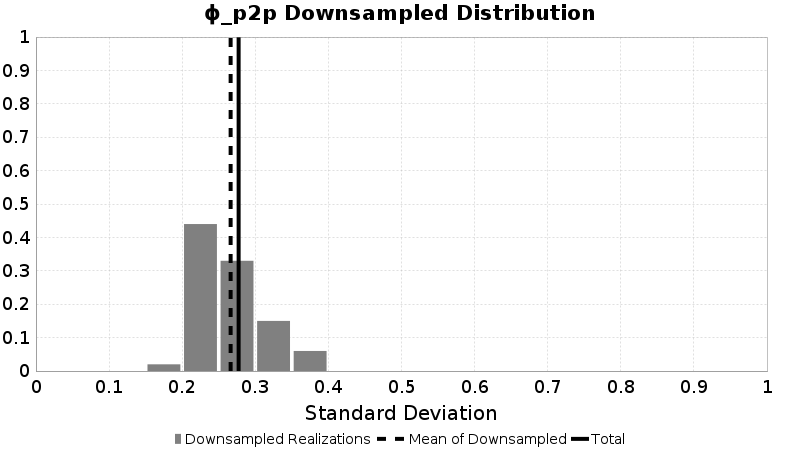 ϕ_p2p Downsampled Distribution
1
0.9
0.8
0.7
0.6
0.5
0.4
0.3
0.2
0.1
0
0 0.1 0.2 0.3 0.4 0.5 0.6 0.7 0.8 0.9 1
Standard Deviation
Downsampled Realizations Mean of Downsampled Total